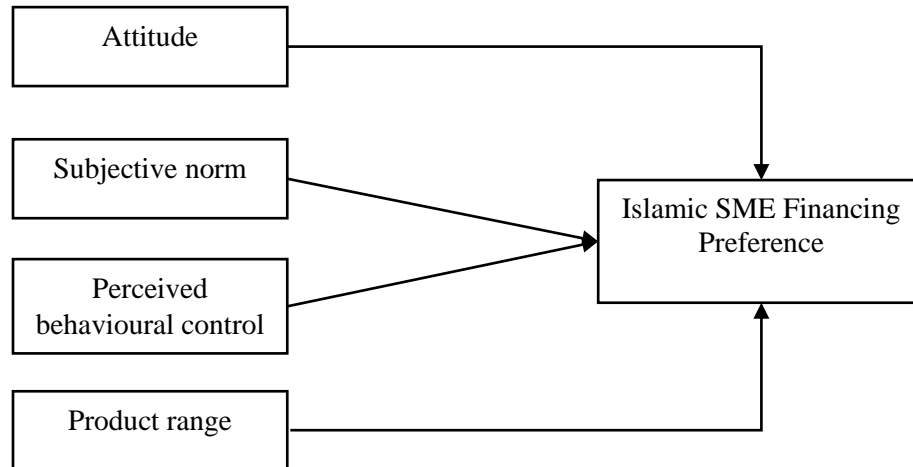 Attitude
Subjective norm
Perceived
behavioural control
Product range
Islamic SME Financing
Preference